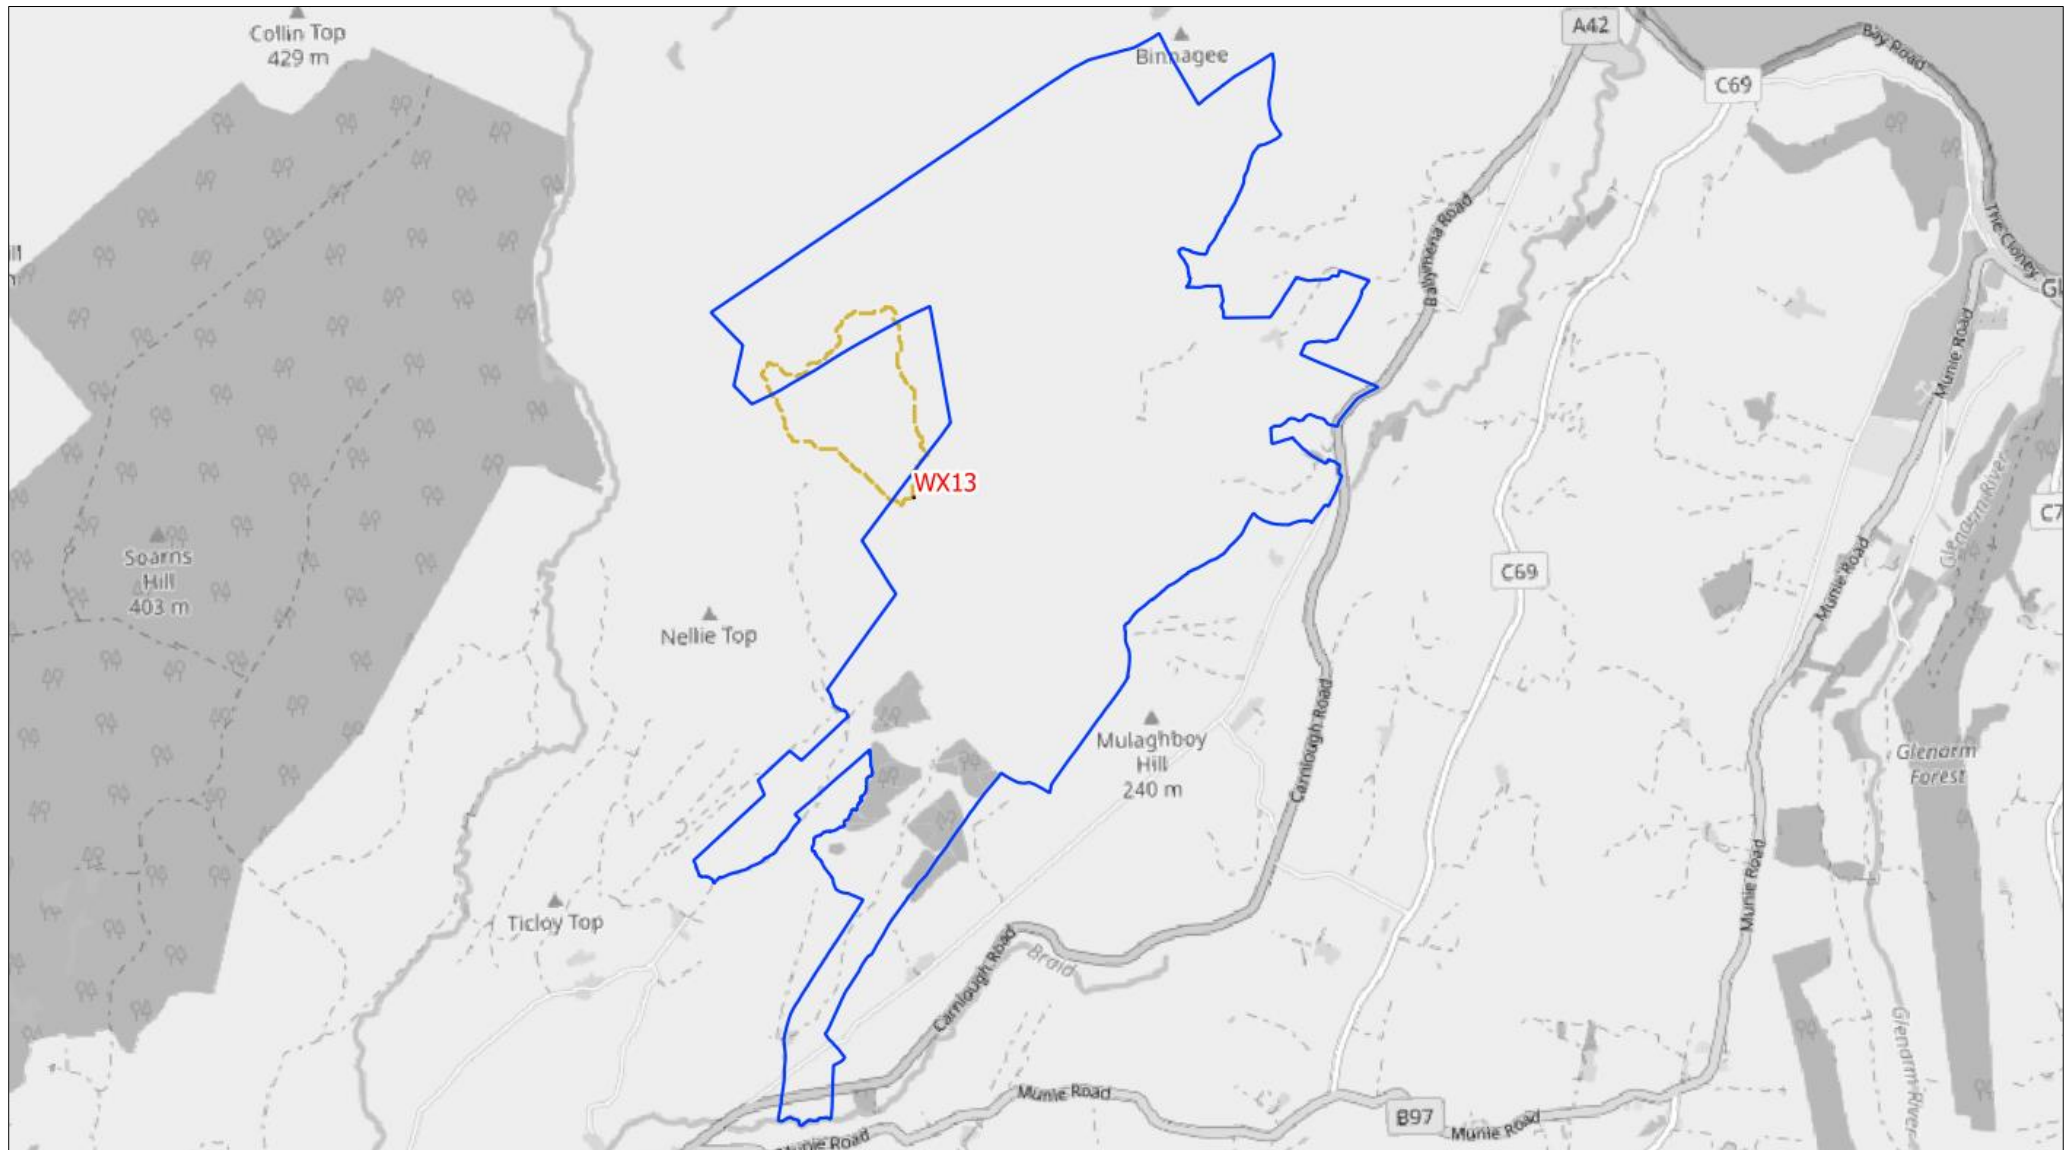 Collin Top
429 m
Binnagee
A42
Bay Road
C69
Ballymena Road
The Cloney
Munie Road
WX13
Glenarm River
Soarns
Hill
403 m
C69
Munie Road
Nellie Top
Carnlough Road
Mulaghboy
Hill
240 m
Glenarm
Forest
Munie Road
Ticloy Top
Carnlough Road
Braid
Glenarm River
Munie Road
B97
Munie Road
Munie Road